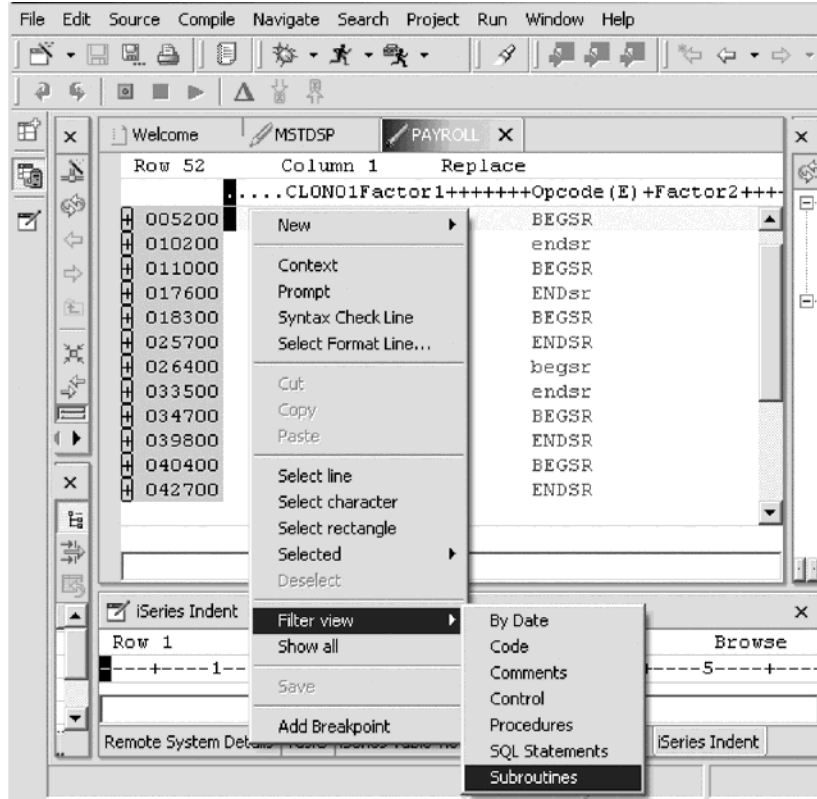 File Edit Source Compile Navigate Search Project Run Window Help
Welcome MSTDSP PAYROLL
Row 52 Column 1 Replace
.....CLON01Factor1+++++++Opcode(E)+Factor2+++
005200 BEGSR
010200 endsr
011000 BEGSR
017600 ENDsr
018300 BEGSR
025700 ENDSR
026400 begsr
033500 endsr
034700 BEGSR
039800 ENDSR
040400 BEGSR
042700 ENDSR
New
Context
Prompt
Syntax Check Line
Select Format Line...
Cut
Copy
Paste
Select line
Select character
Select rectangle
Selected
Deselect
Filter view
Show all
Save
Add Breakpoint
By Date
Code
Comments
Control
Procedures
SQL Statements
Subroutines
iSeries Indent
Row 1 Browse
---+----1-- ----5----+---
Remote System iSeries Indent